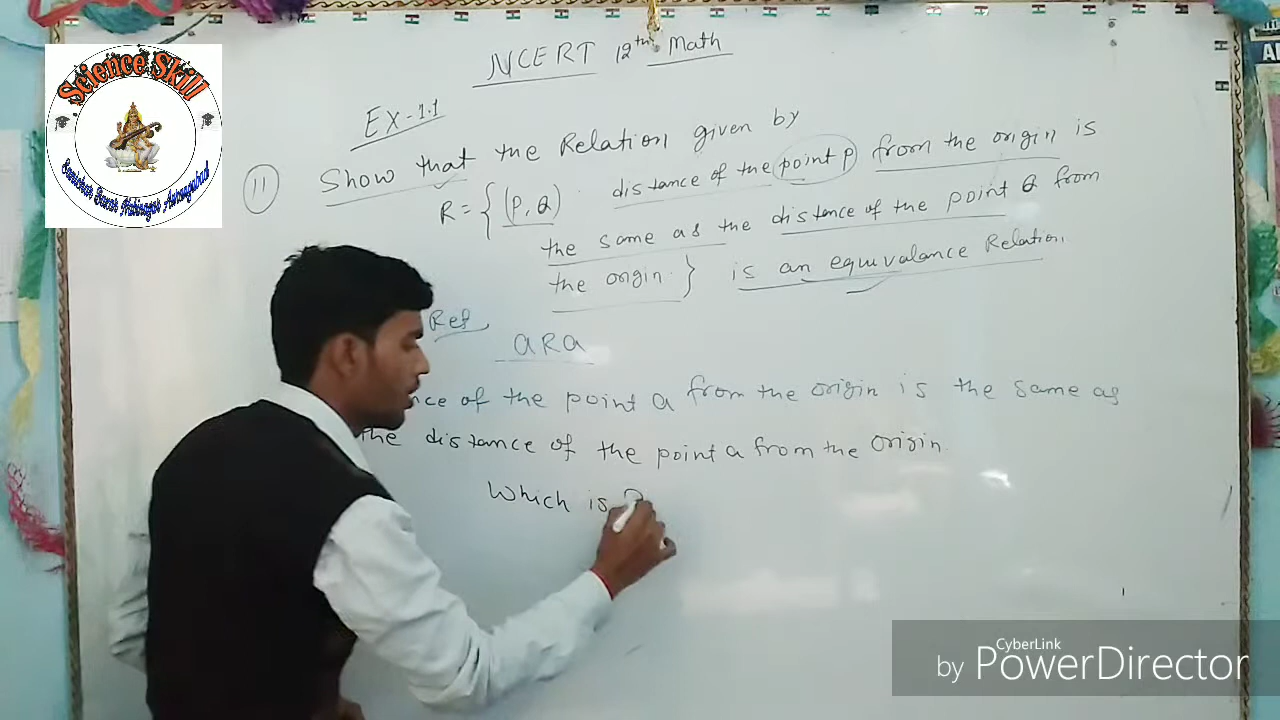 NCERT 12th Math
Ex-1.1
11 Show that the Relation given by
R = { (P, Q) distance of the point P from the origin is
the same as the distance of the point Q from
the origin } is an equivalance Relation
Ref
aRa
nce of the point a from the origin is the same as
the distance of the point a from the origin.
Which is
Science Skill
CyberLink
by PowerDirector